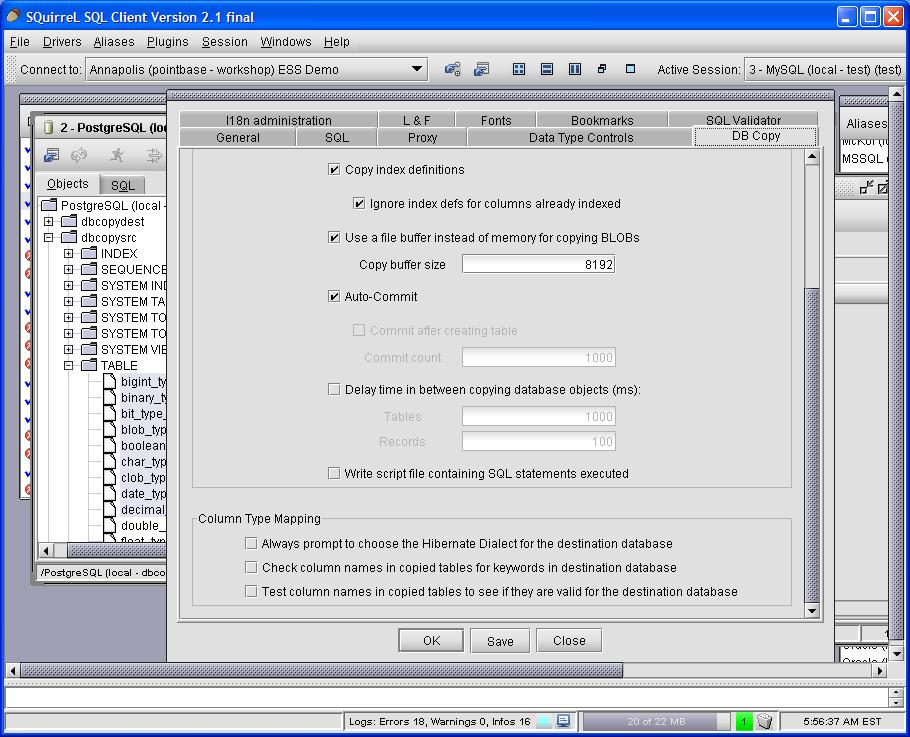 SQuirreL SQL Client Version 2.1 final
File Drivers Aliases Plugins Session Windows Help
Connect to: Annapolis (pointbase - workshop) ESS Demo Active Session: 3 - MySQL (local - test) (test)
2 - PostgreSQL (loc
Objects SQL
PostgreSQL (local -
dbcopydest
dbcopysrc
INDEX
SEQUENCE
SYSTEM IND
SYSTEM TA
SYSTEM TO
SYSTEM TO
SYSTEM VIE
TABLE
bigint_ty
binary_t
bit_type_
blob_typ
boolean
char_typ
clob_typ
date_typ
decimal_
double_
float_typ
/PostgreSQL (local - dbco
I18n administration L & F Fonts Bookmarks SQL Validator
General SQL Proxy Data Type Controls DB Copy
Copy index definitions
Ignore index defs for columns already indexed
Use a file buffer instead of memory for copying BLOBs
Copy buffer size 8192
Auto-Commit
Commit after creating table
Commit count 1000
Delay time in between copying database objects (ms):
Tables 1000
Records 100
Write script file containing SQL statements executed
Column Type Mapping
Always prompt to choose the Hibernate Dialect for the destination database
Check column names in copied tables for keywords in destination database
Test column names in copied tables to see if they are valid for the destination database
OK Save Close
Aliases
McKoi (l
MSSQL
Oracle (
Logs: Errors 18, Warnings 0, Infos 16 20 of 22 MB 1 5:56:37 AM EST